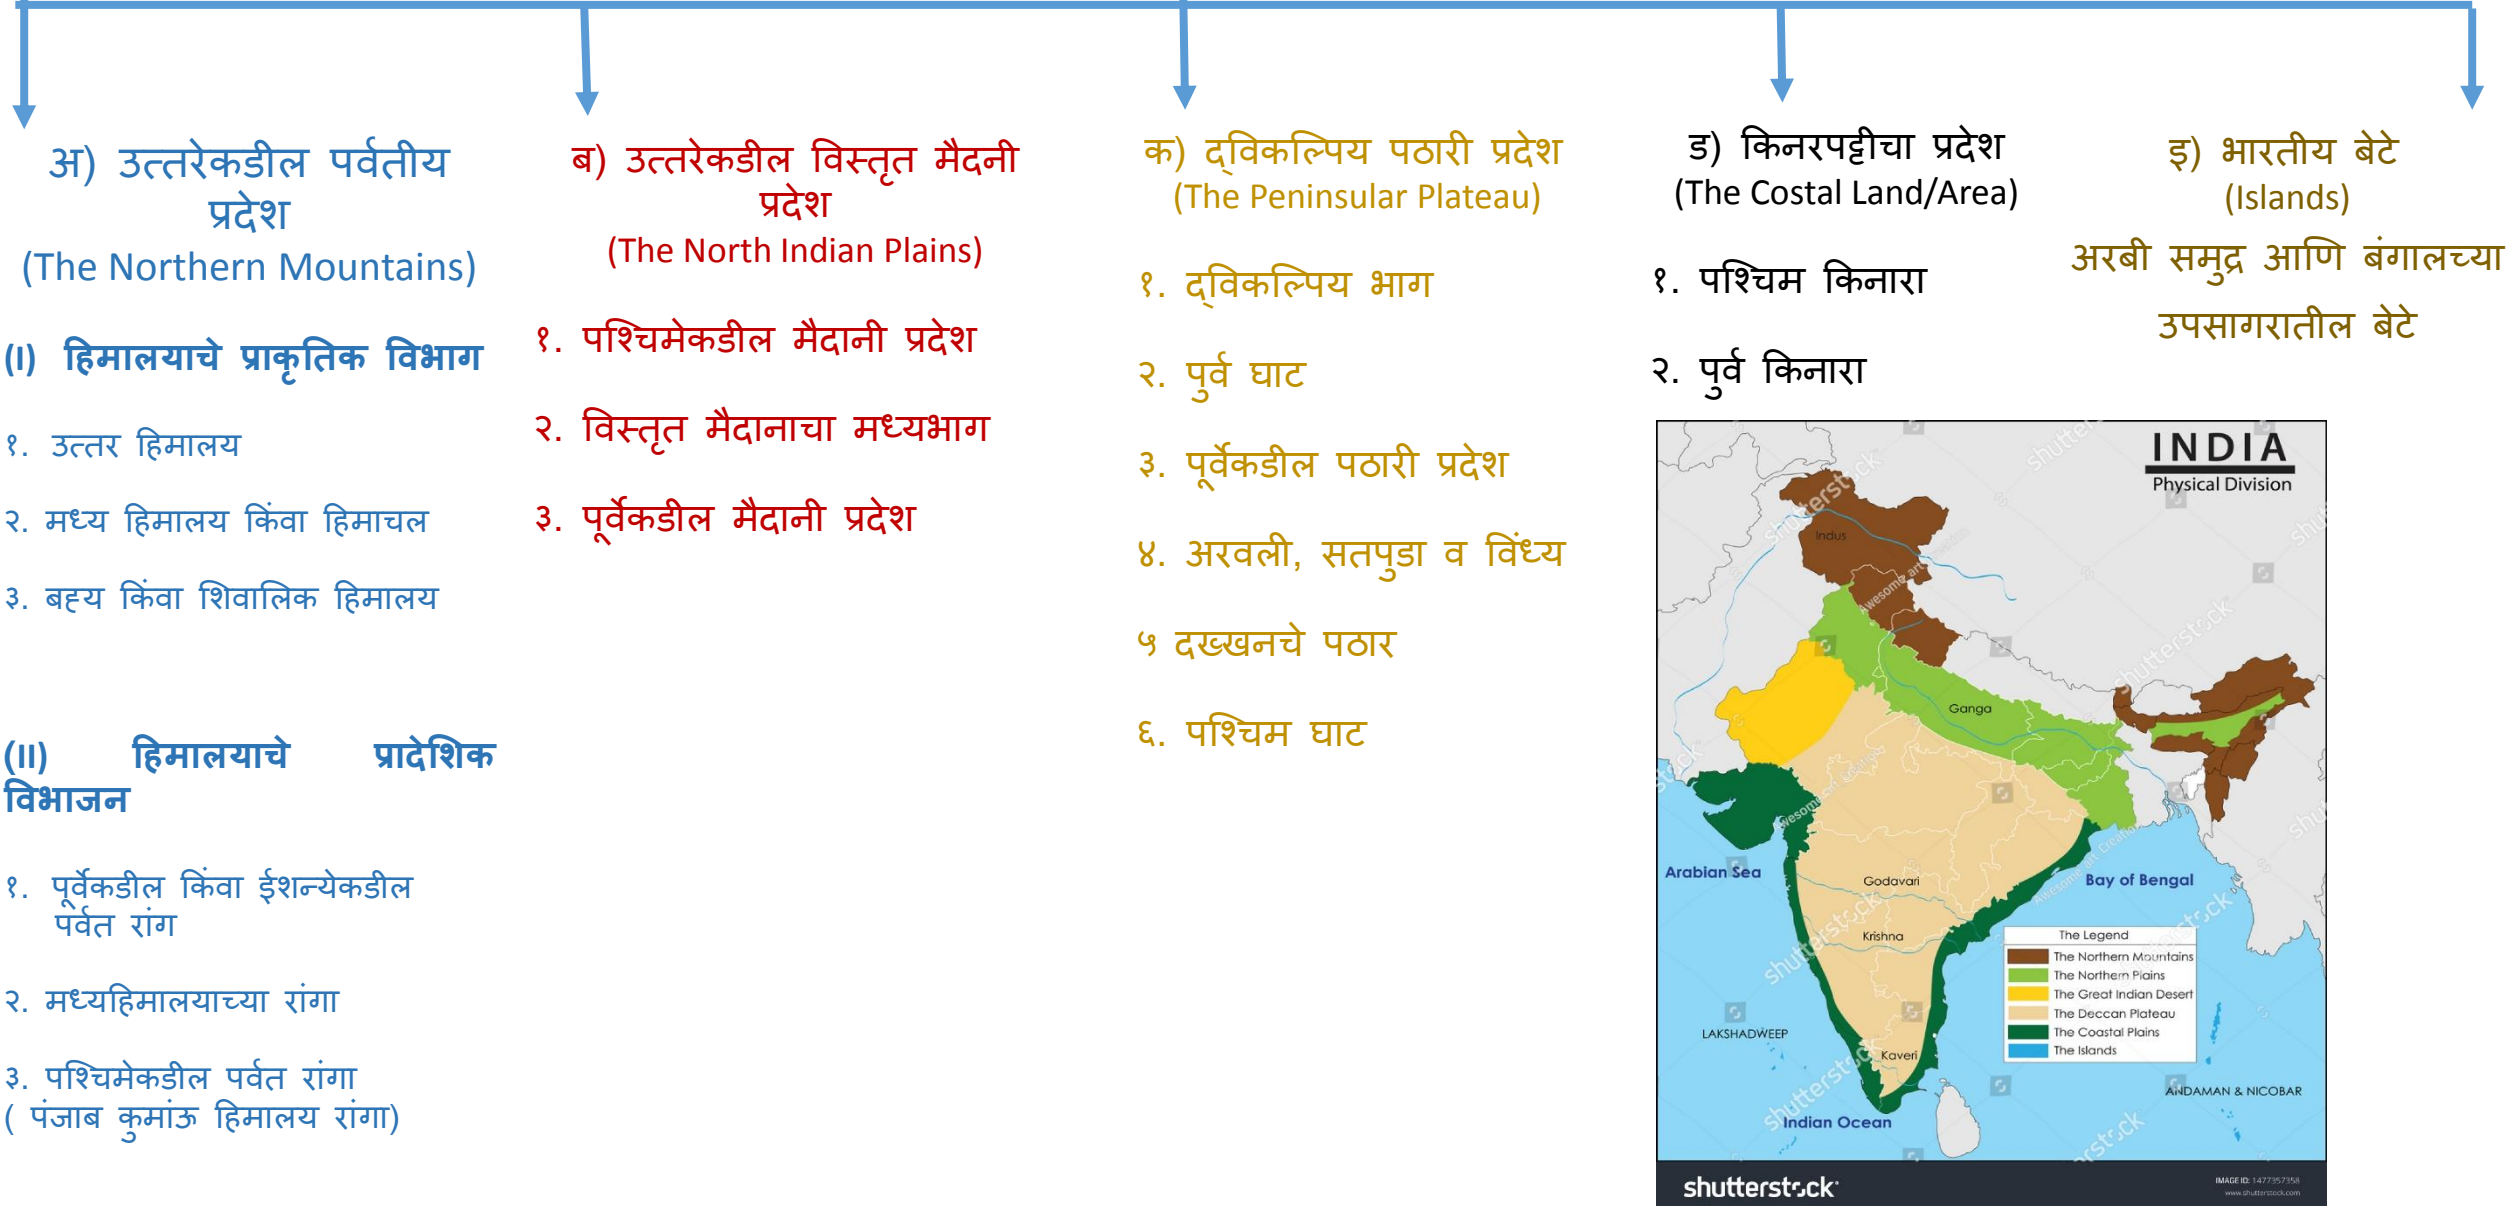 अ) उत्तरेकडील पर्वतीय
प्रदेश
(The Northern Mountains)
(I) हिमालयाचे प्राकृतिक विभाग
१. उत्तर हिमालय
२. मध्य हिमालय किंवा हिमाचल
३. बह्य किंवा शिवालिक हिमालय
(II) हिमालयाचे प्रादेशिक
विभाजन
१. पूर्वेकडील किंवा ईशान्येकडील
पर्वत रांग
२. मध्यहिमालयाच्या रांगा
३. पश्चिमेकडील पर्वत रांगा
( पंजाब कुमांऊ हिमालय रांगा)
ब) उत्तरेकडील विस्तृत मैदनी
प्रदेश
(The North Indian Plains)
१. पश्चिमेकडील मैदानी प्रदेश
२. विस्तृत मैदानाचा मध्यभाग
३. पूर्वेकडील मैदानी प्रदेश
क) द्विकल्पिय पठारी प्रदेश
(The Peninsular Plateau)
१. द्विकल्पिय भाग
२. पुर्व घाट
३. पूर्वेकडील पठारी प्रदेश
४. अरवली, सतपुडा व विंध्य
५ दख्खनचे पठार
६. पश्चिम घाट
ड) किनरपट्टीचा प्रदेश
(The Costal Land/Area)
१. पश्चिम किनारा
२. पुर्व किनारा
इ) भारतीय बेटे
(Islands)
अरबी समुद्र आणि बंगालच्या
उपसागरातील बेटे
INDIA
Physical Division
Indus
Ganga
Arabian Sea
Godavari
Bay of Bengal
Krishna
The Legend
The Northern Mountains
The Northern Plains
The Great Indian Desert
The Deccan Plateau
The Coastal Plains
The Islands
LAKSHADWEEP
Kaveri
ANDAMAN & NICOBAR
Indian Ocean
shutterstock
IMAGE ID: 1477357358
www.shutterstock.com